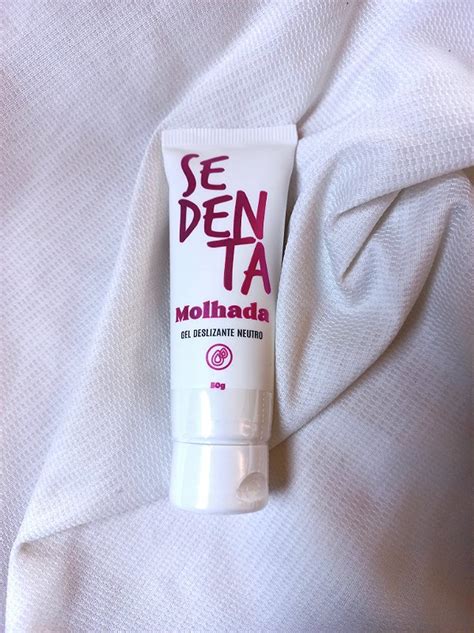 SE
DEN
TA
Molhada
GEL DESLIZANTE NEUTRO
50g